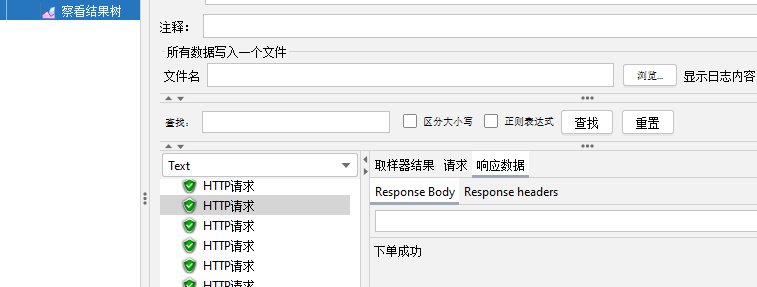 察看结果树
注释：
所有数据写入一个文件
文件名 浏览... 显示日志内容
查找： 区分大小写 正则表达式 查找 重置
Text 取样器结果 请求 响应数据
HTTP请求 Response Body Response headers
HTTP请求
HTTP请求
HTTP请求 下单成功
HTTP请求
HTTP请求